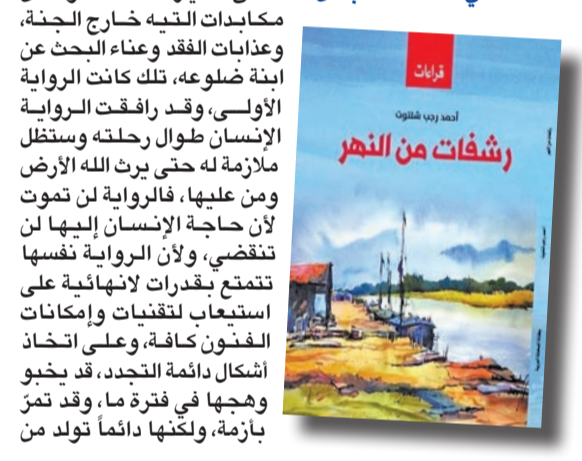 مكابدات التيه خارج الجنة،
وعذابات الفقد وعناء البحث عن
ابنة ضلوعه، تلك كانت الرواية
الأولى، وقد رافقت الرواية
الإنسان طوال رحلته وستظل
ملازمة له حتى يرث الله الأرض
ومن عليها، فالرواية لن تموت
لأن حاجة الإنسان إليها لن
تنقضي، ولأن الرواية نفسها
تتمتع بقدرات لانهائية على
استيعاب لتقنيات وإمكانات
الفنون كافة، وعلى اتخاذ
أشكال دائمة التجدد، قد يخبو
وهجها في فترة ما، وقد تمرّ
بأزمة، ولكنها دائماً تولد من
قراءات
أحمد رجب شلتوت
رشفات من النهر